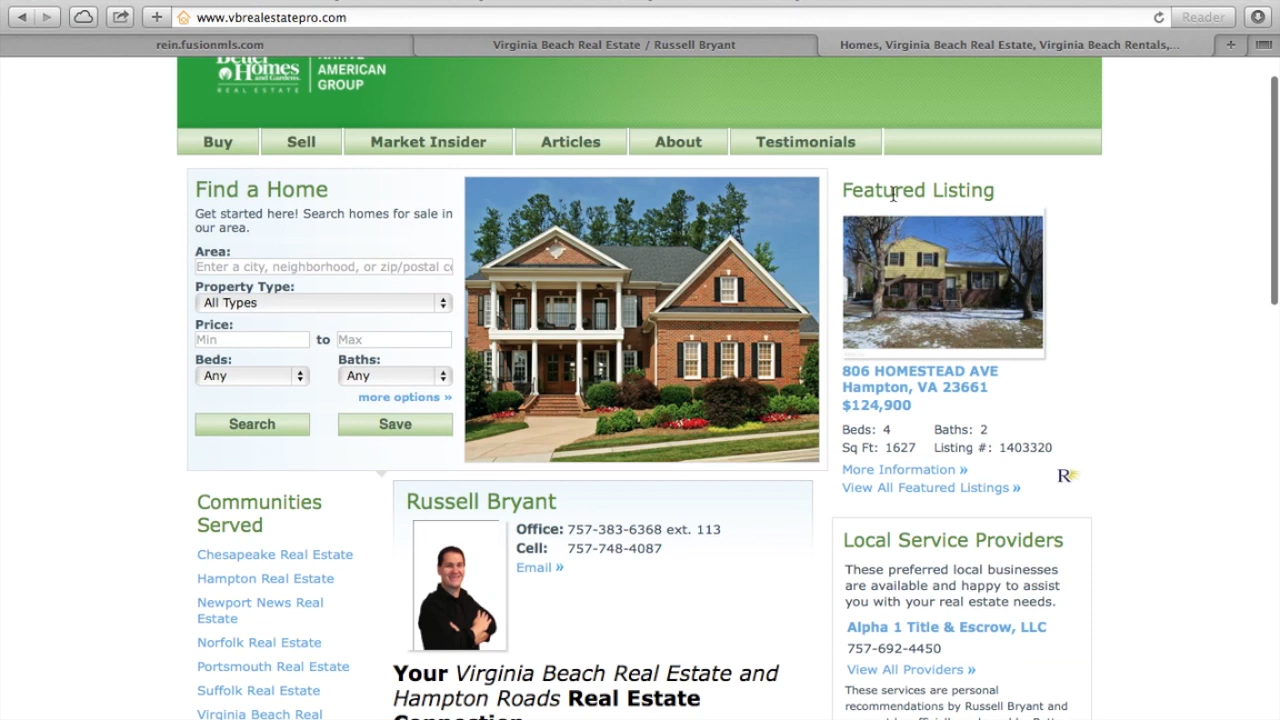 www.vbrealestatepro.com
Reader
rein.fusionmls.com
Virginia Beach Real Estate / Russell Bryant
Homes, Virginia Beach Real Estate, Virginia Beach Rentals,...
Better
Homes
and Gardens
REAL ESTATE
AMERICAN
GROUP
Buy
Sell
Market Insider
Articles
About
Testimonials
Find a Home
Get started here! Search homes for sale in
our area.
Area:
Enter a city, neighborhood, or zip/postal c
Property Type:
All Types
Price:
Min
to
Max
Beds:
Baths:
Any
Any
more options »
Search
Save
Featured Listing
806 HOMESTEAD AVE
Hampton, VA 23661
$124,900
Beds: 4
Baths: 2
Sq Ft: 1627
Listing #: 1403320
More Information »
View All Featured Listings »
R
Communities
Served
Chesapeake Real Estate
Hampton Real Estate
Newport News Real
Estate
Norfolk Real Estate
Portsmouth Real Estate
Suffolk Real Estate
Virginia Beach Real
Russell Bryant
Office: 757-383-6368 ext. 113
Cell: 757-748-4087
Email »
Your Virginia Beach Real Estate and
Hampton Roads Real Estate
Local Service Providers
These preferred local businesses
are available and happy to assist
you with your real estate needs.
Alpha 1 Title & Escrow, LLC
757-692-4450
View All Providers »
These services are personal
recommendations by Russell Bryant and